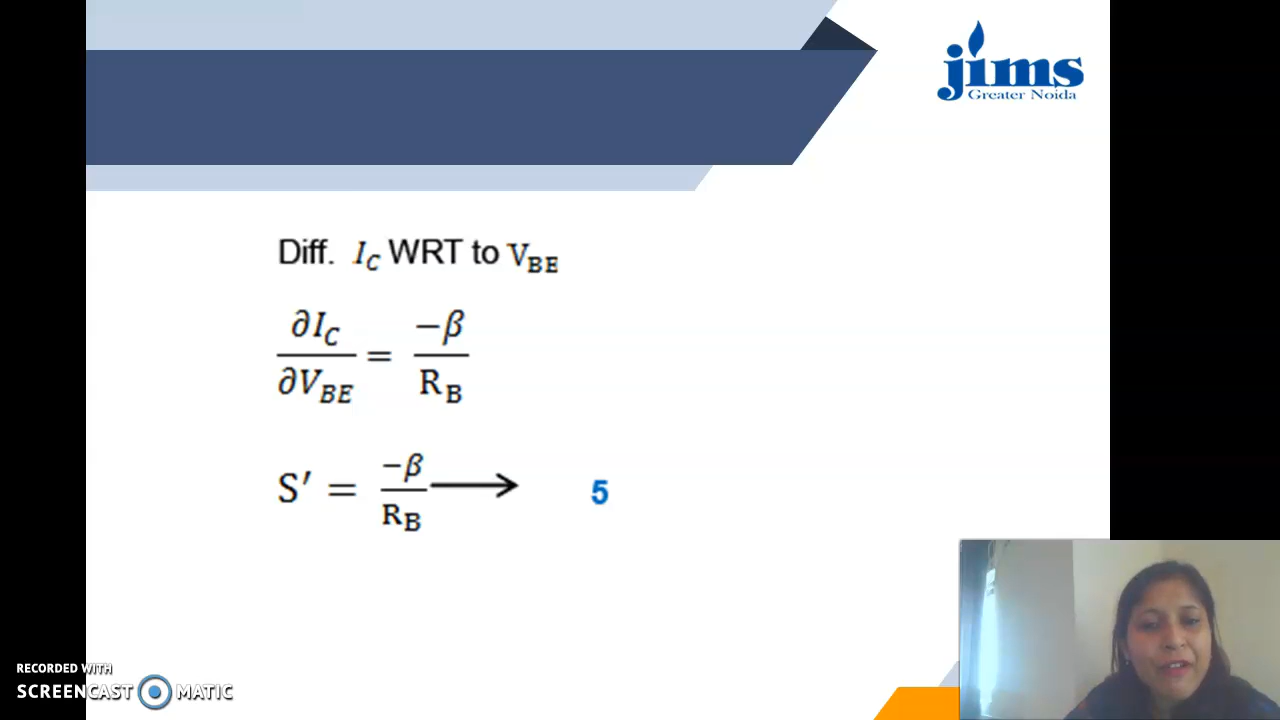 jims
Greater Noida
Diff. I_C WRT to V_BE
∂I_C / ∂V_BE = −β / R_B
S′ = −β / R_B ⟶ 5
RECORDED WITH
SCREENCAST MATIC